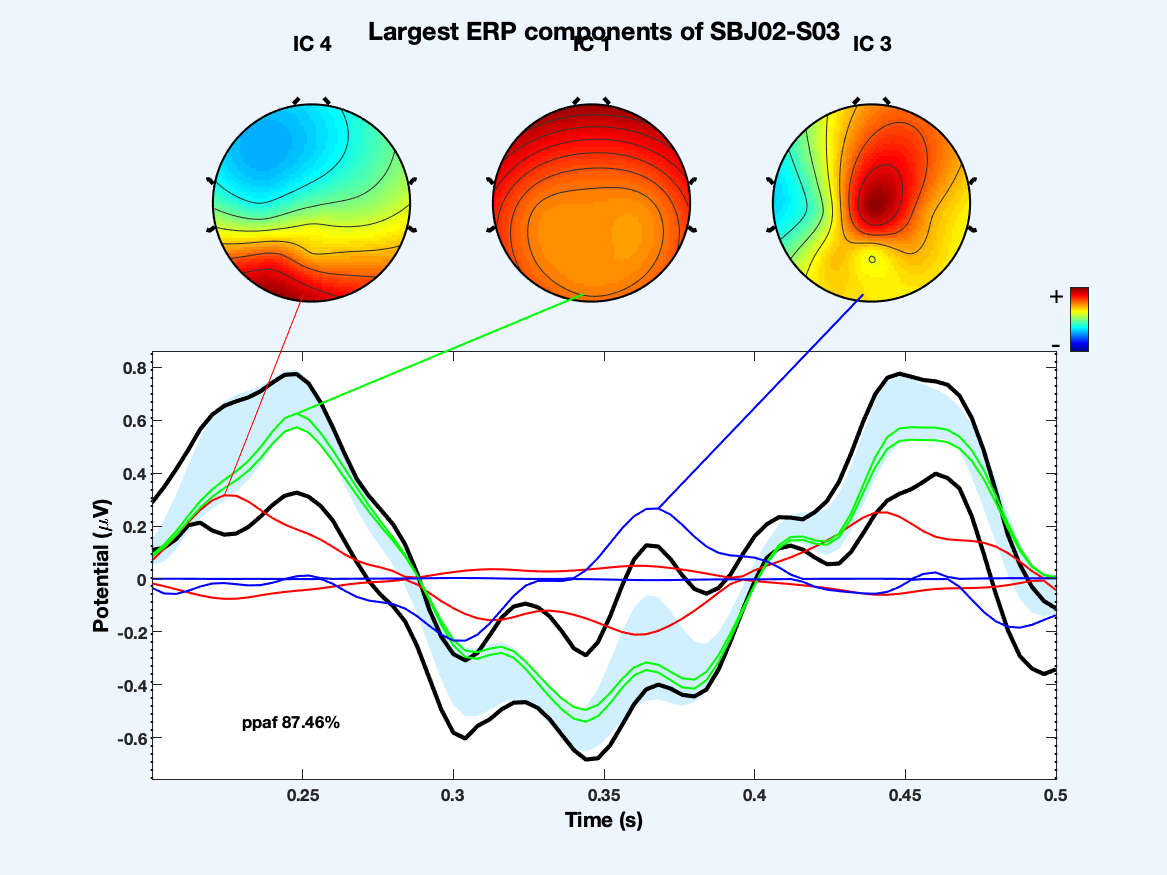 Largest ERP components of SBJ02-S03
IC 4
IC 1
IC 3
+
-
0.8
0.6
0.4
0.2
0
-0.2
-0.4
-0.6
Potential (μV)
ppaf 87.46%
0.25
0.3
0.35
0.4
0.45
0.5
Time (s)